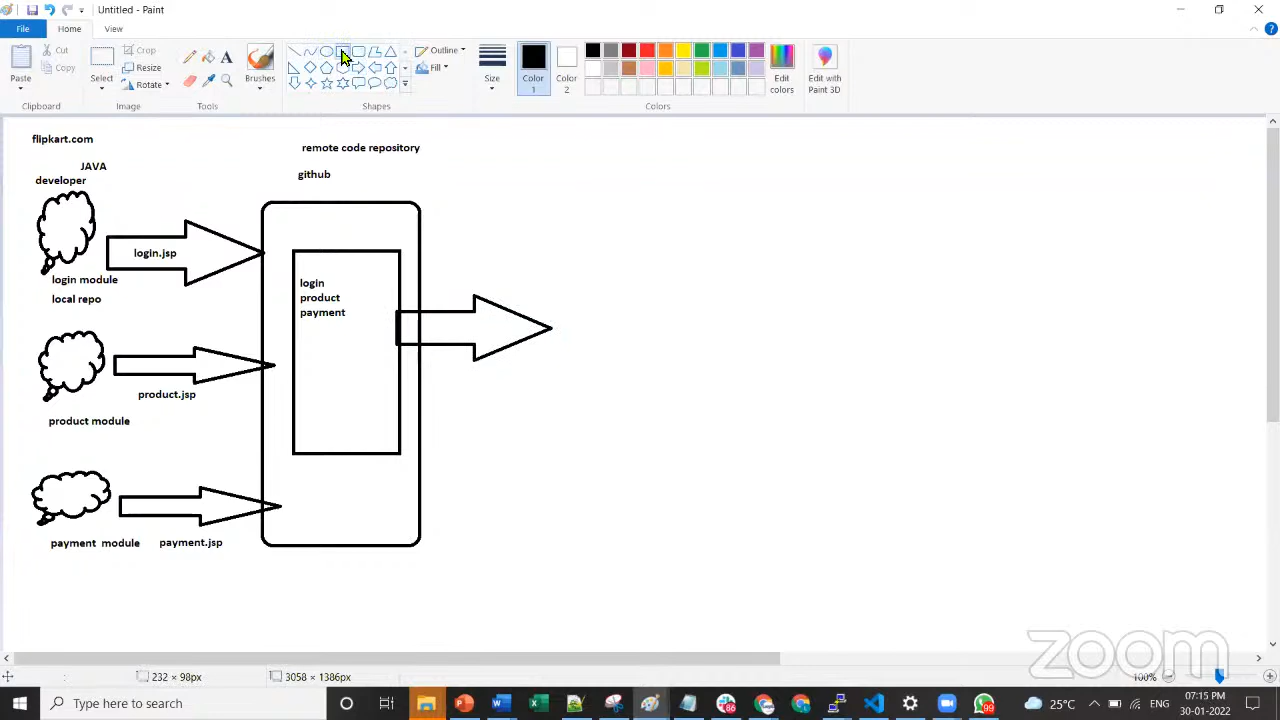 Untitled - Paint
File
Home
View
Paste
Cut
Copy
Clipboard
Select
Crop
Resize
Rotate
Image
Tools
Brushes
Shapes
Outline
Fill
Size
Color 1
Color 2
Edit colors
Colors
Edit with Paint 3D
flipkart.com
JAVA
developer
login module
local repo
login.jsp
product.jsp
product module
payment module
payment.jsp
remote code repository
github
login
product
payment
zoom
232 × 98px
3058 × 1386px
100%
Type here to search
99
25°C
ENG
07:15 PM
30-01-2022